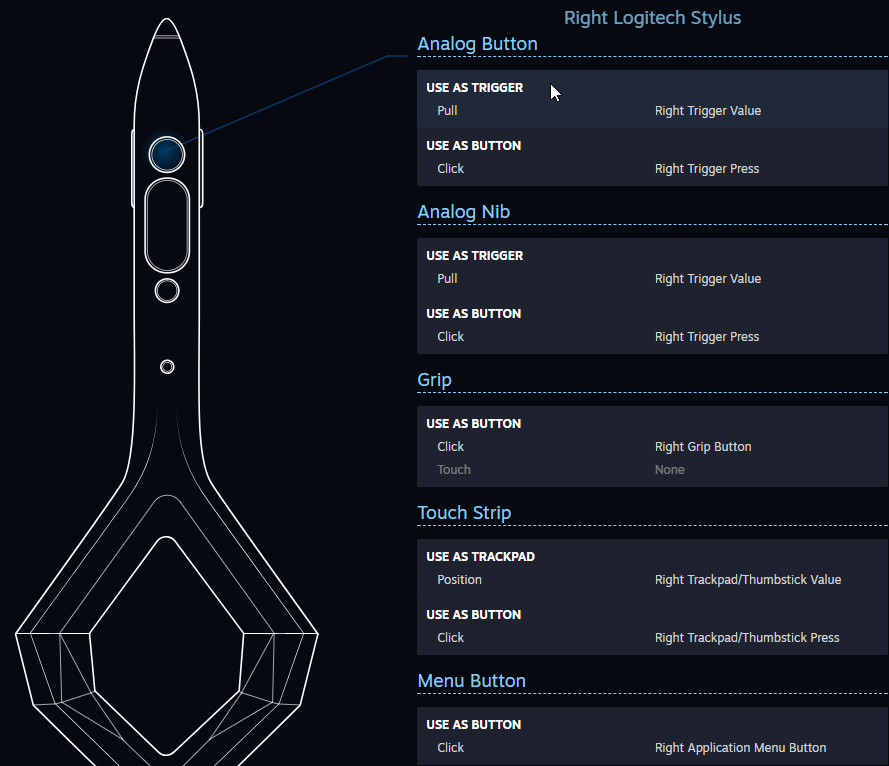 Right Logitech Stylus
Analog Button
USE AS TRIGGER
Pull Right Trigger Value
USE AS BUTTON
Click Right Trigger Press
Analog Nib
USE AS TRIGGER
Pull Right Trigger Value
USE AS BUTTON
Click Right Trigger Press
Grip
USE AS BUTTON
Click Right Grip Button
Touch None
Touch Strip
USE AS TRACKPAD
Position Right Trackpad/Thumbstick Value
USE AS BUTTON
Click Right Trackpad/Thumbstick Press
Menu Button
USE AS BUTTON
Click Right Application Menu Button